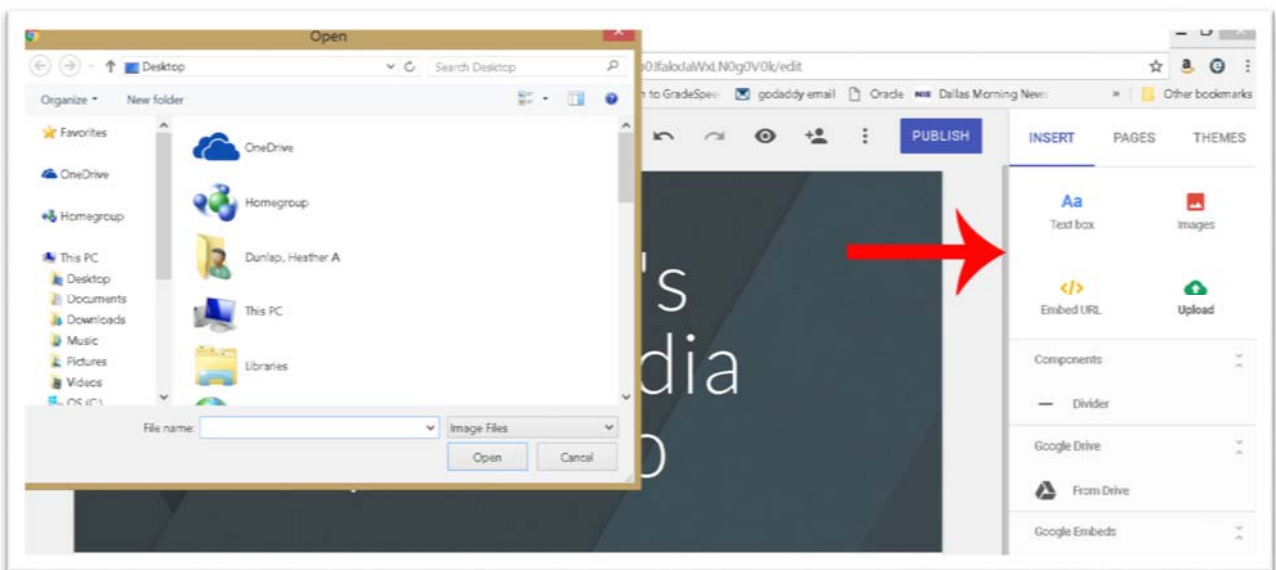 Open
Desktop
Search Desktop
Organize
New folder
Favorites
OneDrive
Homegroup
This PC
Desktop
Documents
Downloads
Music
Pictures
Videos
OneDrive
Homegroup
Dunlap, Heather A
This PC
Libraries
File name:
Image Files
Open
Cancel
/edit
to GradeSpee
godaddy email
Oracle
NIE Dallas Morning News
»
Other bookmarks
PUBLISH
's
dia
INSERT
PAGES
THEMES
Aa
Text box
Images
</>
Embed URL
Upload
Components
Divider
Google Drive
From Drive
Google Embeds